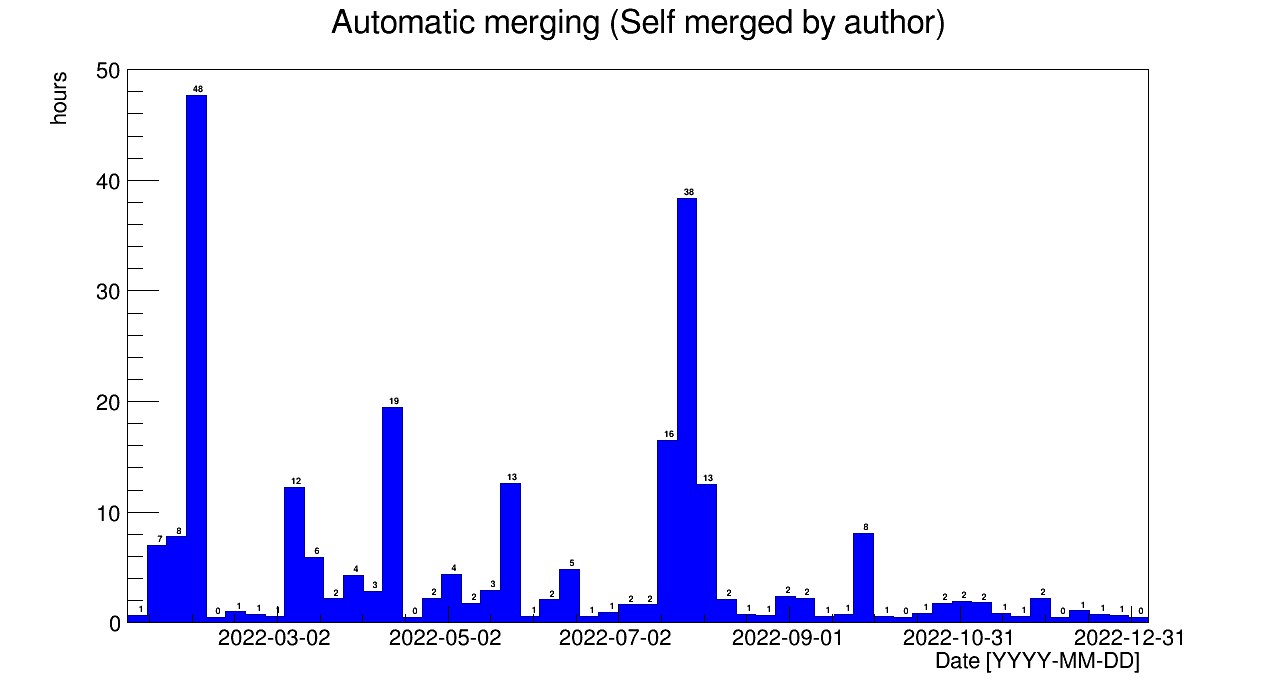 Automatic merging (Self merged by author)
hours
50
40
30
20
10
0
1 7 8 48 0 1 1 1 12 6 2 4 3 19 0 2 4 2 3 13 1 2 5 1 1 2 2 16 38 13 2 1 1 2 2 1 1 8 1 0 1 2 2 2 1 1 2 0 1 1 1 0
2022-03-02 2022-05-02 2022-07-02 2022-09-01 2022-10-31 2022-12-31
Date [YYYY-MM-DD]